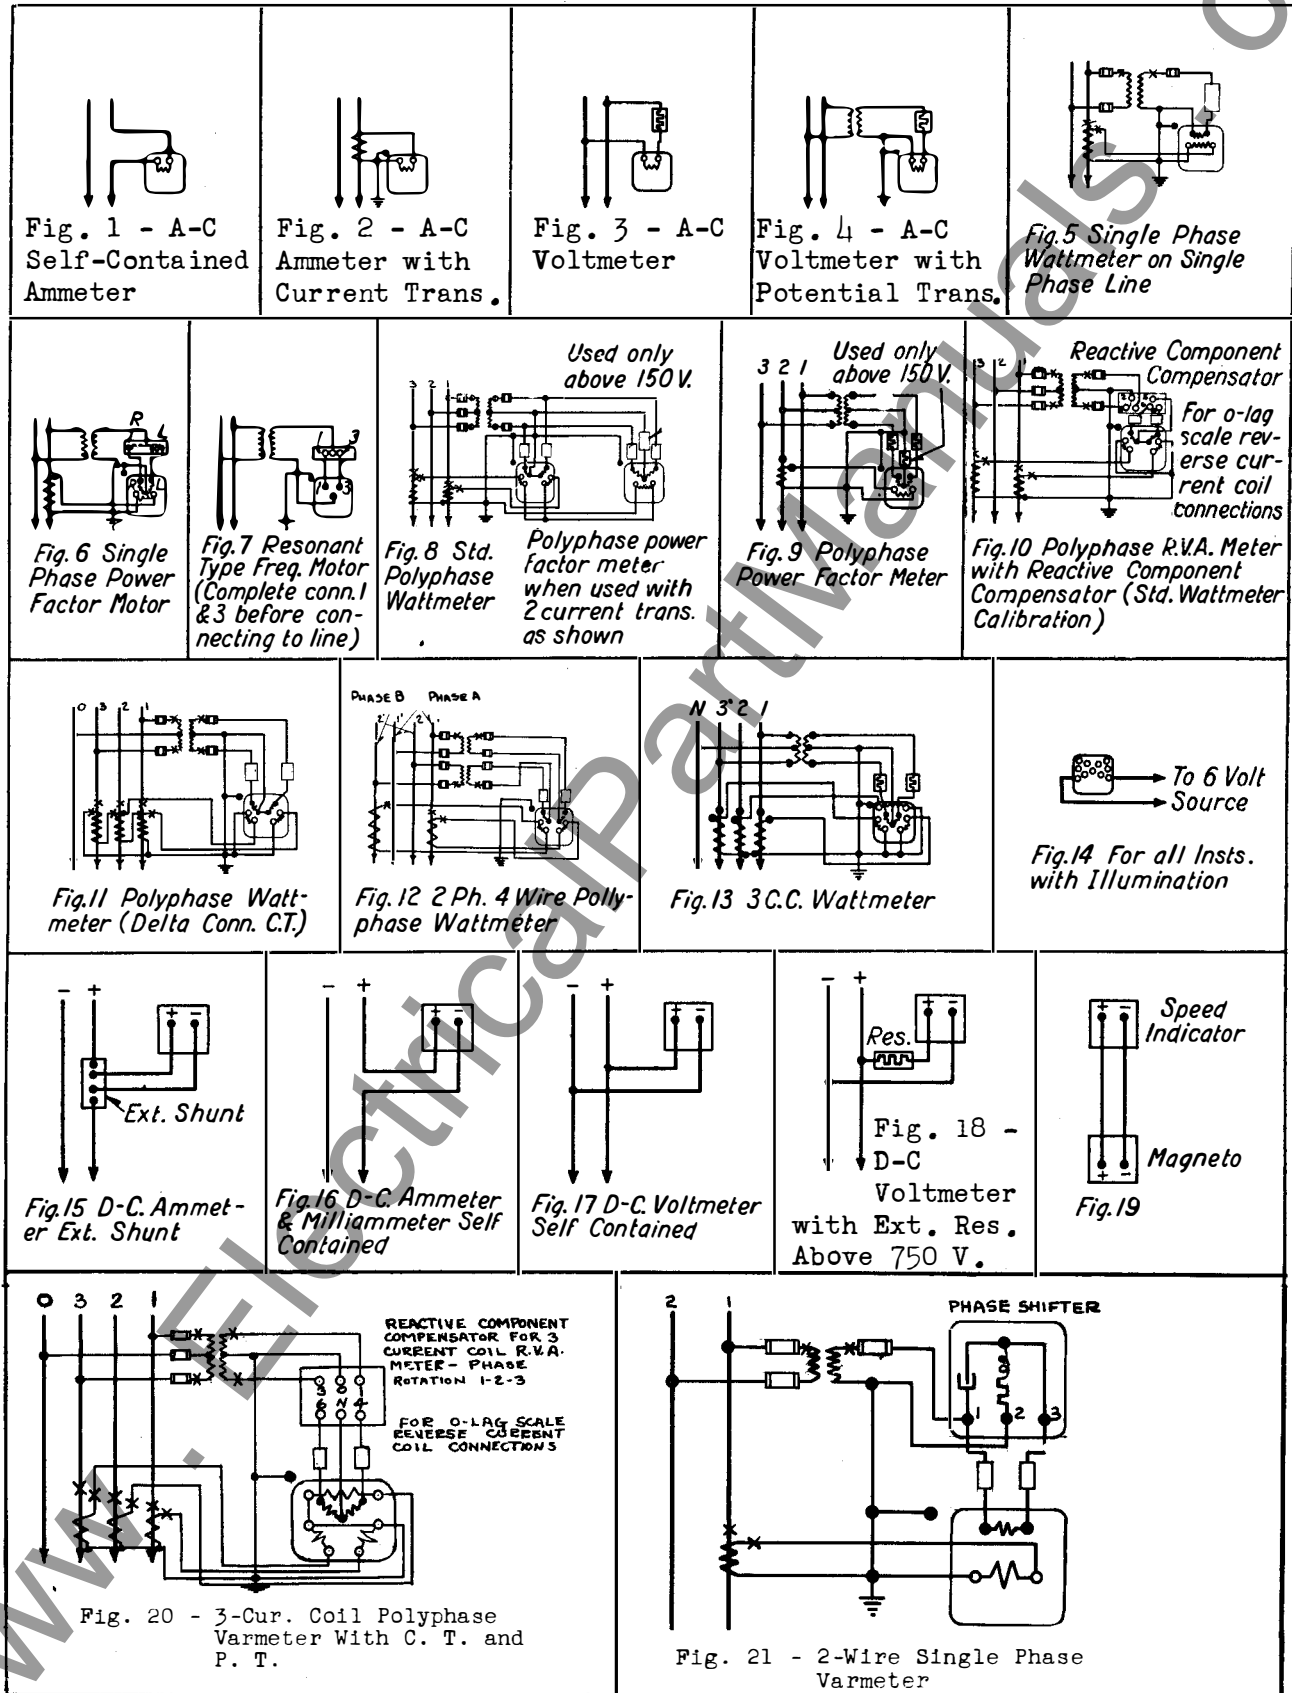 Fig. 1 - A-C
Self-Contained
Ammeter
Fig. 2 - A-C
Ammeter with
Current Trans.
Fig. 3 - A-C
Voltmeter
Fig. 4 - A-C
Voltmeter with
Potential Trans.
Fig.5 Single Phase
Wattmeter on Single
Phase Line
R L
L
Fig. 6 Single
Phase Power
Factor Motor
1 3
1 3
Fig.7 Resonant
Type Freq. Motor
(Complete conn.1
&3 before con-
necting to line)
3 2 1
Used only
above 150V.
Fig. 8 Std.
Polyphase
Wattmeter
Polyphase power
factor meter
when used with
2 current trans.
as shown
3 2 1
Used only
above 150V.
Fig. 9 Polyphase
Power Factor Meter
3 2 1
Reactive Component
Compensator
For o-lag
scale rev-
erse cur-
rent coil
connections
Fig.10 Polyphase R.V.A. Meter
with Reactive Component
Compensator (Std. Wattmeter
Calibration)
0 3 2 1
Fig.11 Polyphase Watt-
meter (Delta Conn. C.T.)
PHASE B PHASE A
2' 1' 2 1
Fig. 12 2 Ph. 4 Wire Polly-
phase Wattmeter
N 3 2 1
Fig. 13 3 C.C. Wattmeter
To 6 Volt
Source
Fig.14 For all Insts.
with Illumination
- +
+ -
Ext. Shunt
Fig.15 D-C. Ammet-
er Ext. Shunt
- +
+ -
Fig.16 D-C. Ammeter
& Milliammeter Self
Contained
- +
+ -
Fig. 17 D-C. Voltmeter
Self Contained
- +
+ -
Res.
Fig. 18 -
D-C
Voltmeter
with Ext. Res.
Above 750 V.
+ -
Speed
Indicator
+ -
Magneto
Fig.19
0 3 2 1
REACTIVE COMPONENT
COMPENSATOR FOR 3
CURRENT COIL R.V.A.
METER- PHASE
ROTATION 1-2-3
3 0 1
6 N 4
FOR O-LAG SCALE
REVERSE CURRENT
COIL CONNECTIONS
Fig. 20 - 3-Cur. Coil Polyphase
Varmeter With C. T. and
P. T.
2 1
PHASE SHIFTER
1 2 3
Fig. 21 - 2-Wire Single Phase
Varmeter
www.ElectricalPartManuals.